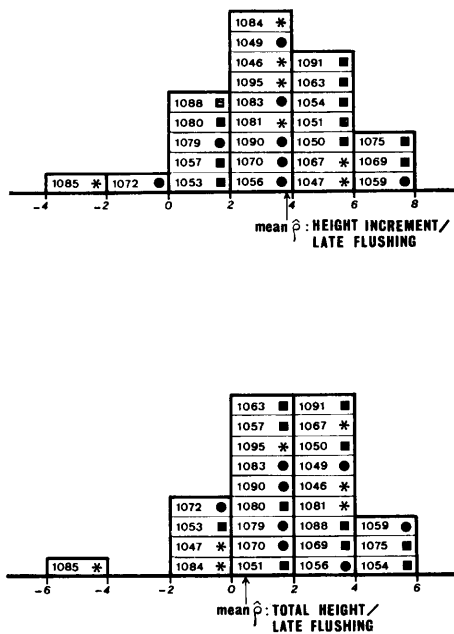 1084 *
1049 ●
1046 * 1091 ■
1095 * 1063 ■
1088 ■ 1083 ● 1054 ■
1080 ■ 1081 * 1051 ■
1079 ● 1090 ● 1050 ■ 1075 ■
1057 ■ 1070 ● 1067 * 1069 ■
1085 * 1072 ● 1053 ■ 1056 ● 1047 * 1059 ●
-4 -2 0 2 4 6 8
mean ρ̂ : HEIGHT INCREMENT/
LATE FLUSHING
1063 ■ 1091 ■
1057 ■ 1067 *
1095 * 1050 ■
1083 ● 1049 ●
1090 ● 1046 *
1072 ● 1080 ■ 1081 *
1053 ■ 1079 ● 1088 ■ 1059 ●
1047 * 1070 ● 1069 ■ 1075 ■
1085 * 1084 * 1051 ■ 1056 ● 1054 ■
-6 -4 -2 0 2 4 6
mean ρ̂ : TOTAL HEIGHT/
LATE FLUSHING